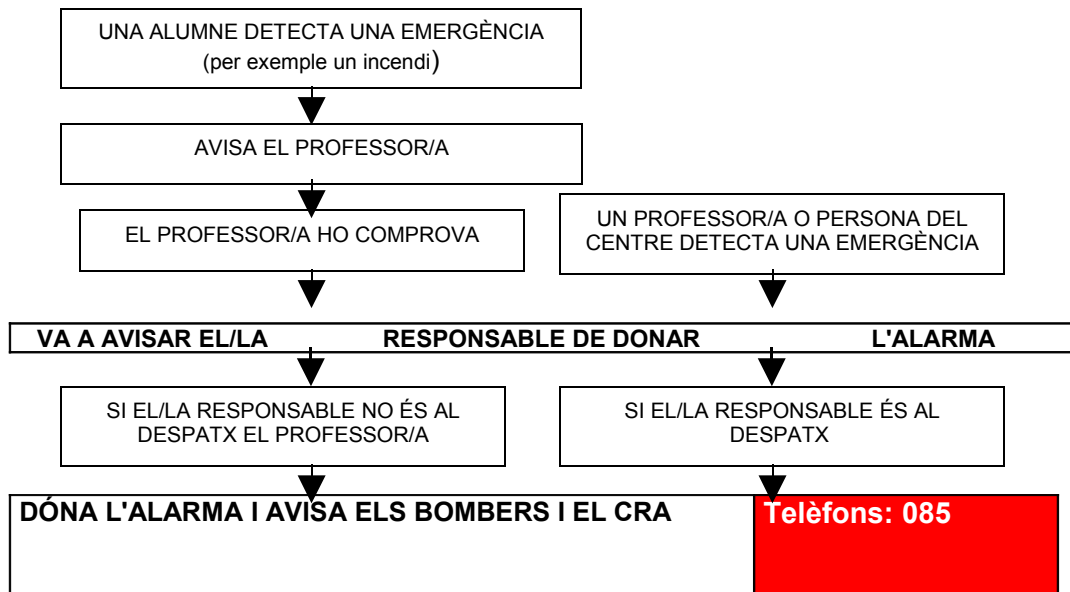 UNA ALUMNE DETECTA UNA EMERGÈNCIA
(per exemple un incendi)
AVISA EL PROFESSOR/A
EL PROFESSOR/A HO COMPROVA
UN PROFESSOR/A O PERSONA DEL
CENTRE DETECTA UNA EMERGÈNCIA
VA A AVISAR EL/LA RESPONSABLE DE DONAR L'ALARMA
SI EL/LA RESPONSABLE NO ÉS AL
DESPATX EL PROFESSOR/A
SI EL/LA RESPONSABLE ÉS AL
DESPATX
DÓNA L'ALARMA I AVISA ELS BOMBERS I EL CRA
Telèfons: 085